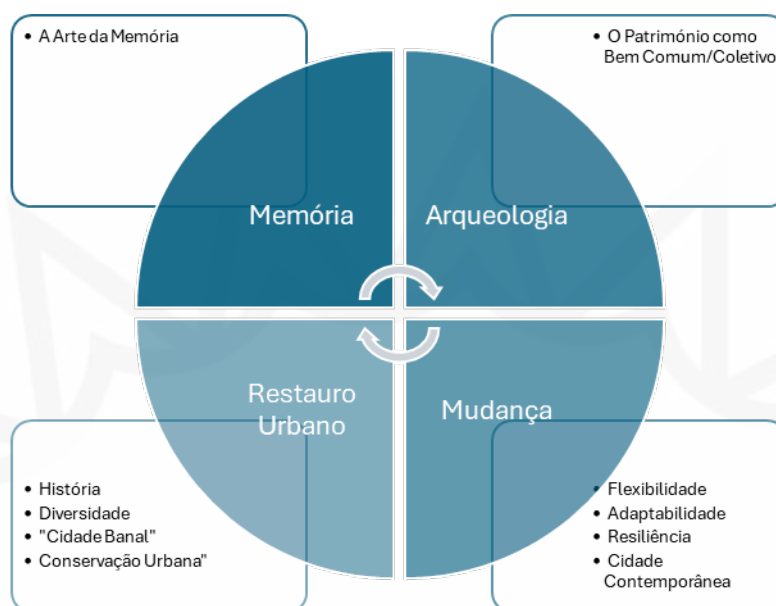 • A Arte da Memória
• O Património como
Bem Comum/Coletivo
Memória
Arqueologia
Restauro
Urbano
Mudança
• História
• Diversidade
• "Cidade Banal"
• Conservação Urbana"
• Flexibilidade
• Adaptabilidade
• Resiliência
• Cidade
Contemporânea